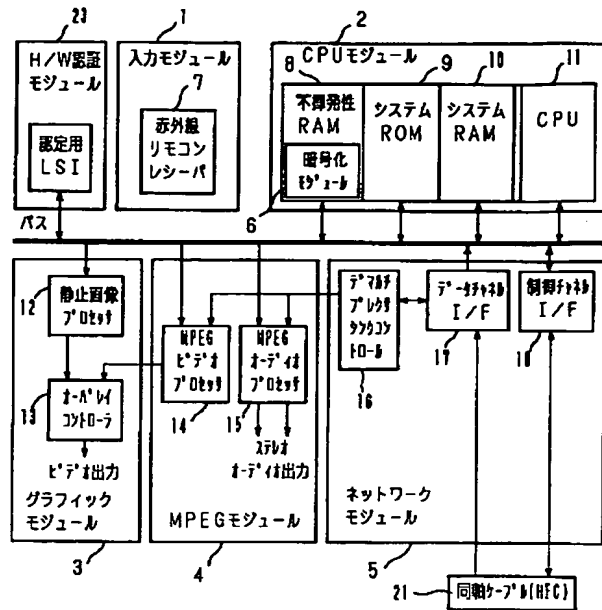 23
H/W認証
モジュール
認定用
LSI
1
入力モジュール
7
赤外線
リモコン
レシーバ
2
CPUモジュール
8
不揮発性
RAM
暗号化
モジュール
6
9
システム
ROM
10
システム
RAM
11
CPU
バス
12
静止画像
プロセッサ
13
オーバレイ
コントローラ
ビデオ出力
グラフィック
モジュール
3
MPEG
ビデオ
プロセッサ
14
MPEG
オーディオ
プロセッサ
15
ステレオ
オーディオ出力
MPEGモジュール
4
デマルチ
プレクサ
タンクコン
トロール
16
データチャネル
I/F
17
制御チャネル
I/F
18
ネットワーク
モジュール
5
21
同軸ケーブル(HFC)